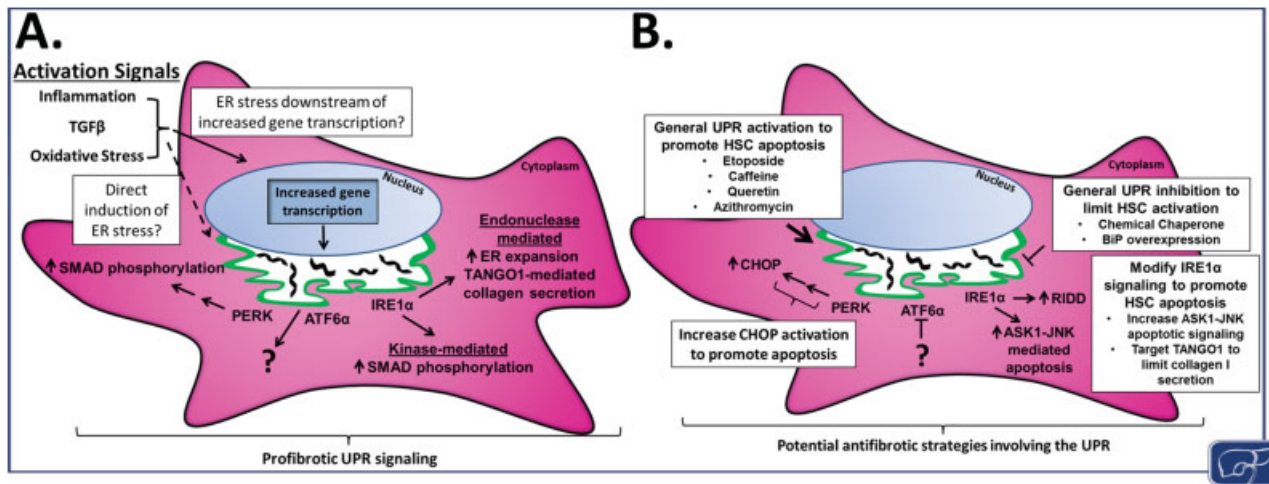 A.
Activation Signals
Inflammation
TGFβ
Oxidative Stress
ER stress downstream of
increased gene transcription?
Direct
induction of
ER stress?
Cytoplasm
Nucleus
Increased gene
transcription
↑ SMAD phosphorylation
PERK
ATF6α
?
IRE1α
Endonuclease
mediated
↑ ER expansion
TANGO1-mediated
collagen secretion
Kinase-mediated
↑ SMAD phosphorylation
Profibrotic UPR signaling
B.
General UPR activation to
promote HSC apoptosis
• Etoposide
• Caffeine
• Queretin
• Azithromycin
Cytoplasm
Nucleus
General UPR inhibition to
limit HSC activation
• Chemical Chaperone
• BiP overexpression
↑ CHOP
PERK
Increase CHOP activation
to promote apoptosis
ATF6α
?
IRE1α
↑ RIDD
↑ ASK1-JNK
mediated
apoptosis
Modify IRE1α
signaling to promote
HSC apoptosis
• Increase ASK1-JNK
apoptotic signaling
• Target TANGO1 to
limit collagen I
secretion
Potential antifibrotic strategies involving the UPR